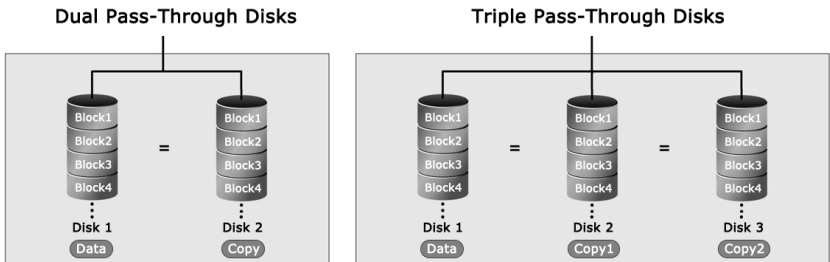 Dual Pass-Through Disks
Block1
Block2
Block3
Block4
=
Block1
Block2
Block3
Block4
Disk 1
Data
Disk 2
Copy
Triple Pass-Through Disks
Block1
Block2
Block3
Block4
=
Block1
Block2
Block3
Block4
=
Block1
Block2
Block3
Block4
Disk 1
Data
Disk 2
Copy1
Disk 3
Copy2